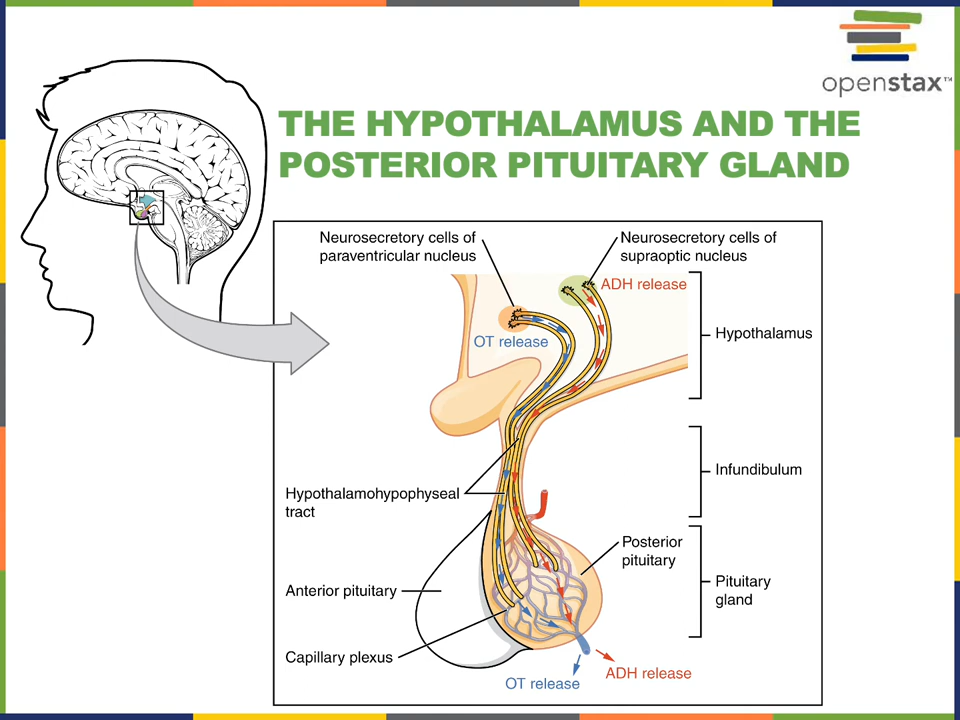 openstax™
THE HYPOTHALAMUS AND THE
POSTERIOR PITUITARY GLAND
Neurosecretory cells of
paraventricular nucleus
Neurosecretory cells of
supraoptic nucleus
ADH release
OT release
Hypothalamus
Infundibulum
Hypothalamohypophyseal
tract
Posterior
pituitary
Anterior pituitary
Pituitary
gland
Capillary plexus
ADH release
OT release